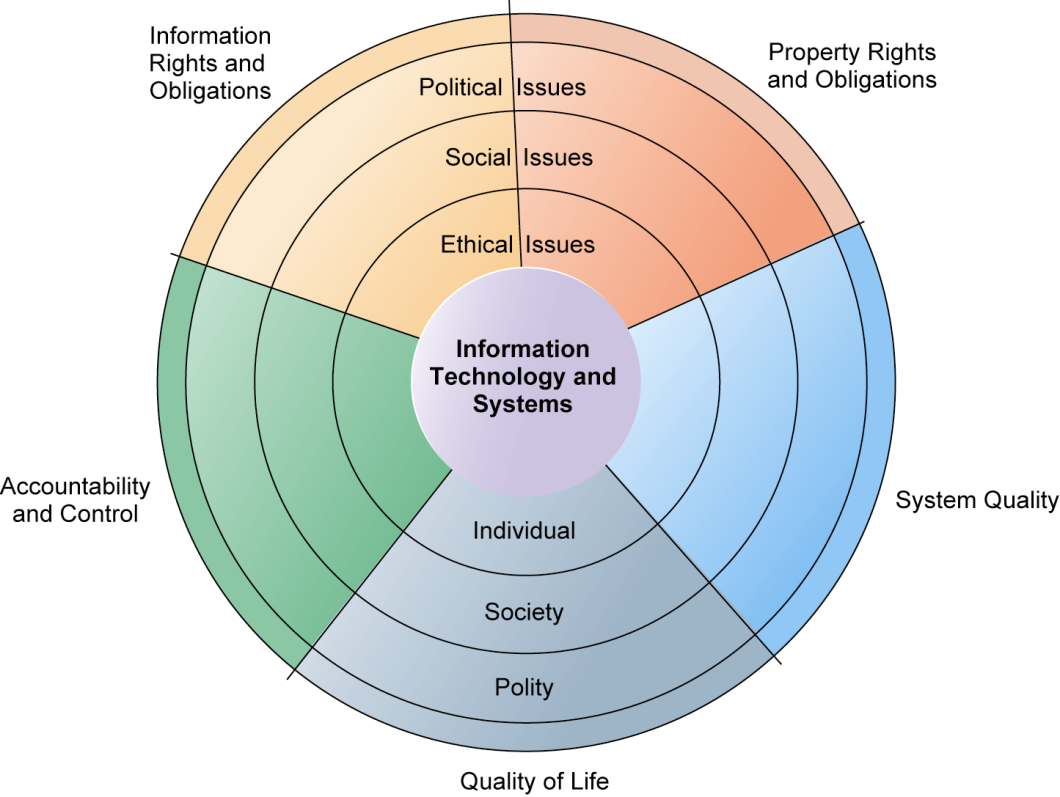 Information
Rights and
Obligations
Property Rights
and Obligations
Political Issues
Social Issues
Ethical Issues
Information
Technology and
Systems
Accountability
and Control
System Quality
Individual
Society
Polity
Quality of Life